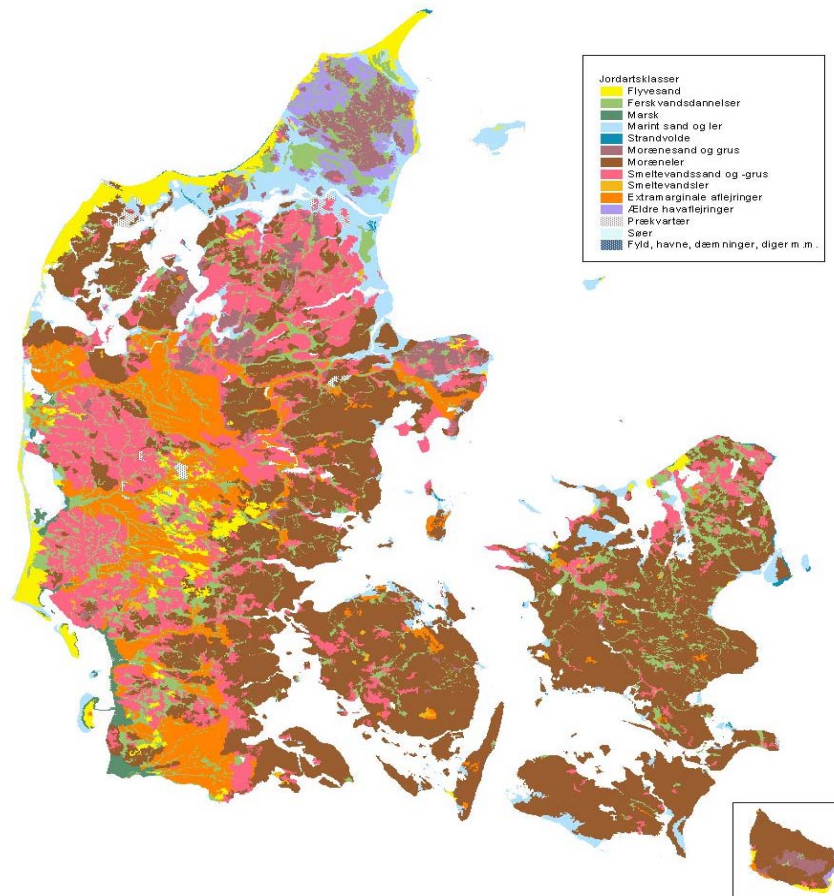 Jordartsklasser
Flyvesand
Ferskvandsdannelser
Marsk
Marint sand og ler
Strandvolde
Morænesand og grus
Moræneler
Smeltevandssand og -grus
Smeltevandsler
Extramarginale aflejringer
Ældre havaflejringer
Prækvartær
Søer
Fyld, havne, dæmninger, diger m.m.